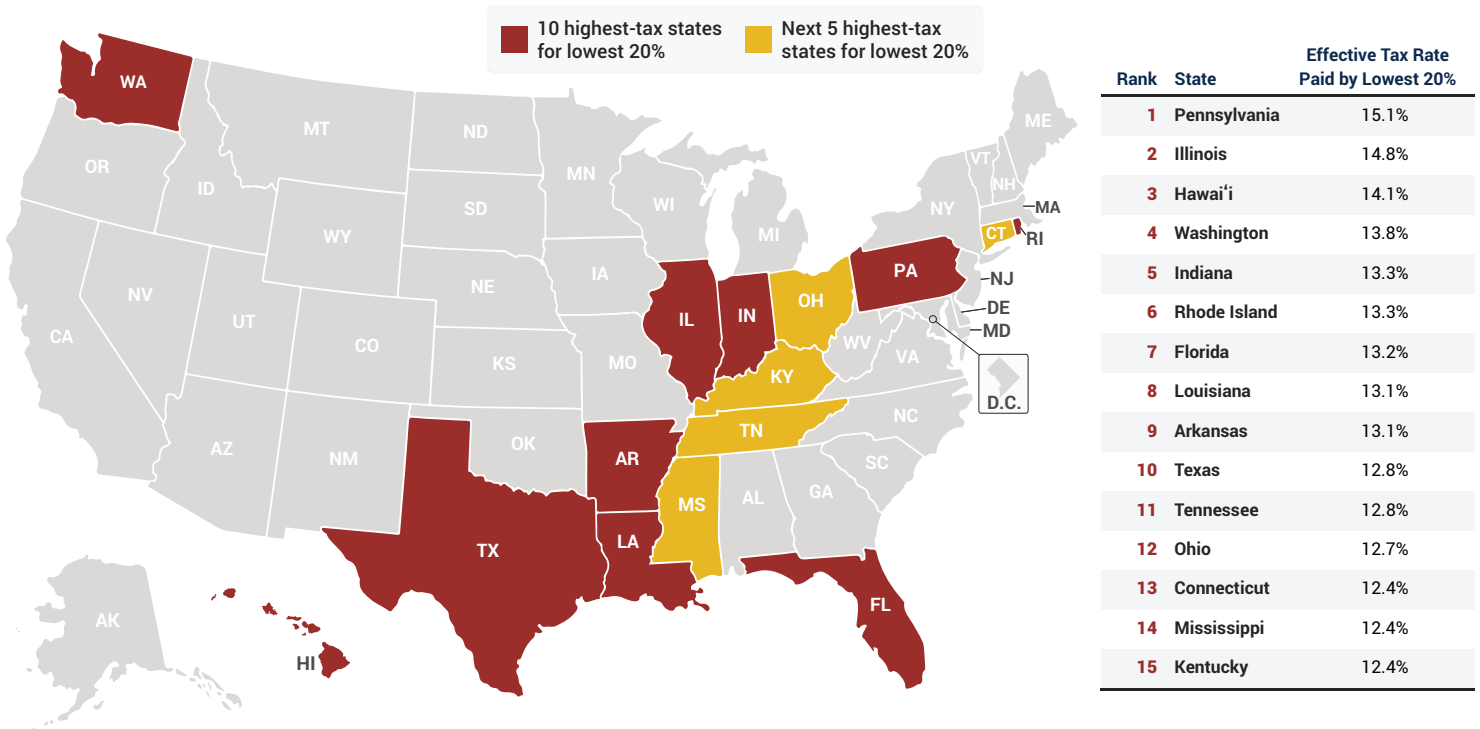 10 highest-tax states
for lowest 20%
Next 5 highest-tax
states for lowest 20%
WA
OR
CA
NV
ID
MT
WY
UT
AZ
CO
NM
ND
SD
NE
KS
OK
TX
MN
IA
MO
AR
LA
WI
IL
MI
IN
OH
KY
TN
MS
AL
GA
FL
SC
NC
VA
WV
PA
NY
VT
NH
ME
MA
RI
CT
NJ
DE
MD
D.C.
AK
HI
Rank State Effective Tax Rate
Paid by Lowest 20%
1 Pennsylvania 15.1%
2 Illinois 14.8%
3 Hawaiʻi 14.1%
4 Washington 13.8%
5 Indiana 13.3%
6 Rhode Island 13.3%
7 Florida 13.2%
8 Louisiana 13.1%
9 Arkansas 13.1%
10 Texas 12.8%
11 Tennessee 12.8%
12 Ohio 12.7%
13 Connecticut 12.4%
14 Mississippi 12.4%
15 Kentucky 12.4%